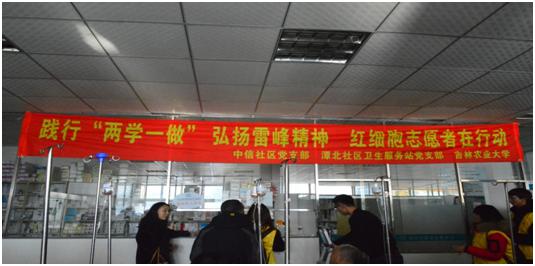 践行“两学一做” 弘扬雷峰精神 红细胞志愿者在行动
中信社区党支部 潭北社区卫生服务站党支部 吉林农业大学